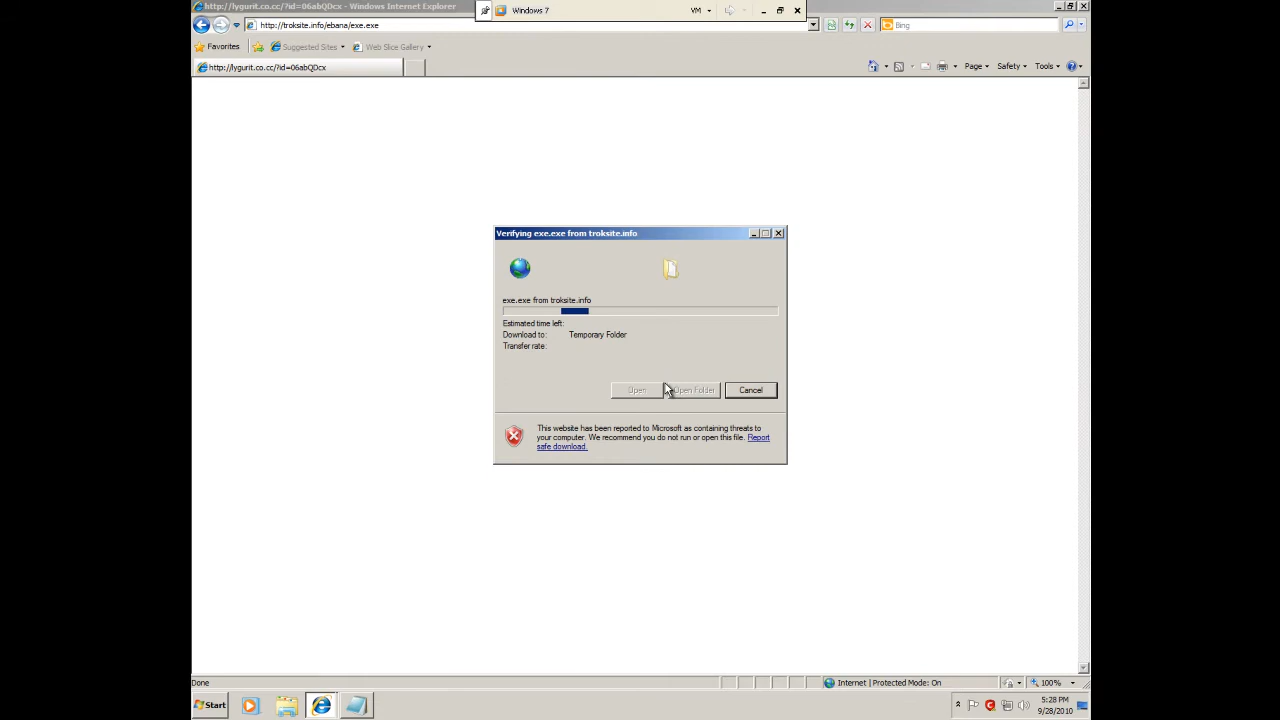 http://lygurit.co.cc/?id=06abQDcx - Windows Internet Explorer
Windows 7
VM
http://troksite.info/ebana/exe.exe
Bing
Favorites
Suggested Sites
Web Slice Gallery
http://lygurit.co.cc/?id=06abQDcx
Page
Safety
Tools
Verifying exe.exe from troksite.info
exe.exe from troksite.info
Estimated time left:
Download to: Temporary Folder
Transfer rate:
Open
Open Folder
Cancel
This website has been reported to Microsoft as containing threats to
your computer. We recommend you do not run or open this file. Report
safe download.
Done
Internet | Protected Mode: On
100%
Start
5:28 PM
9/28/2010